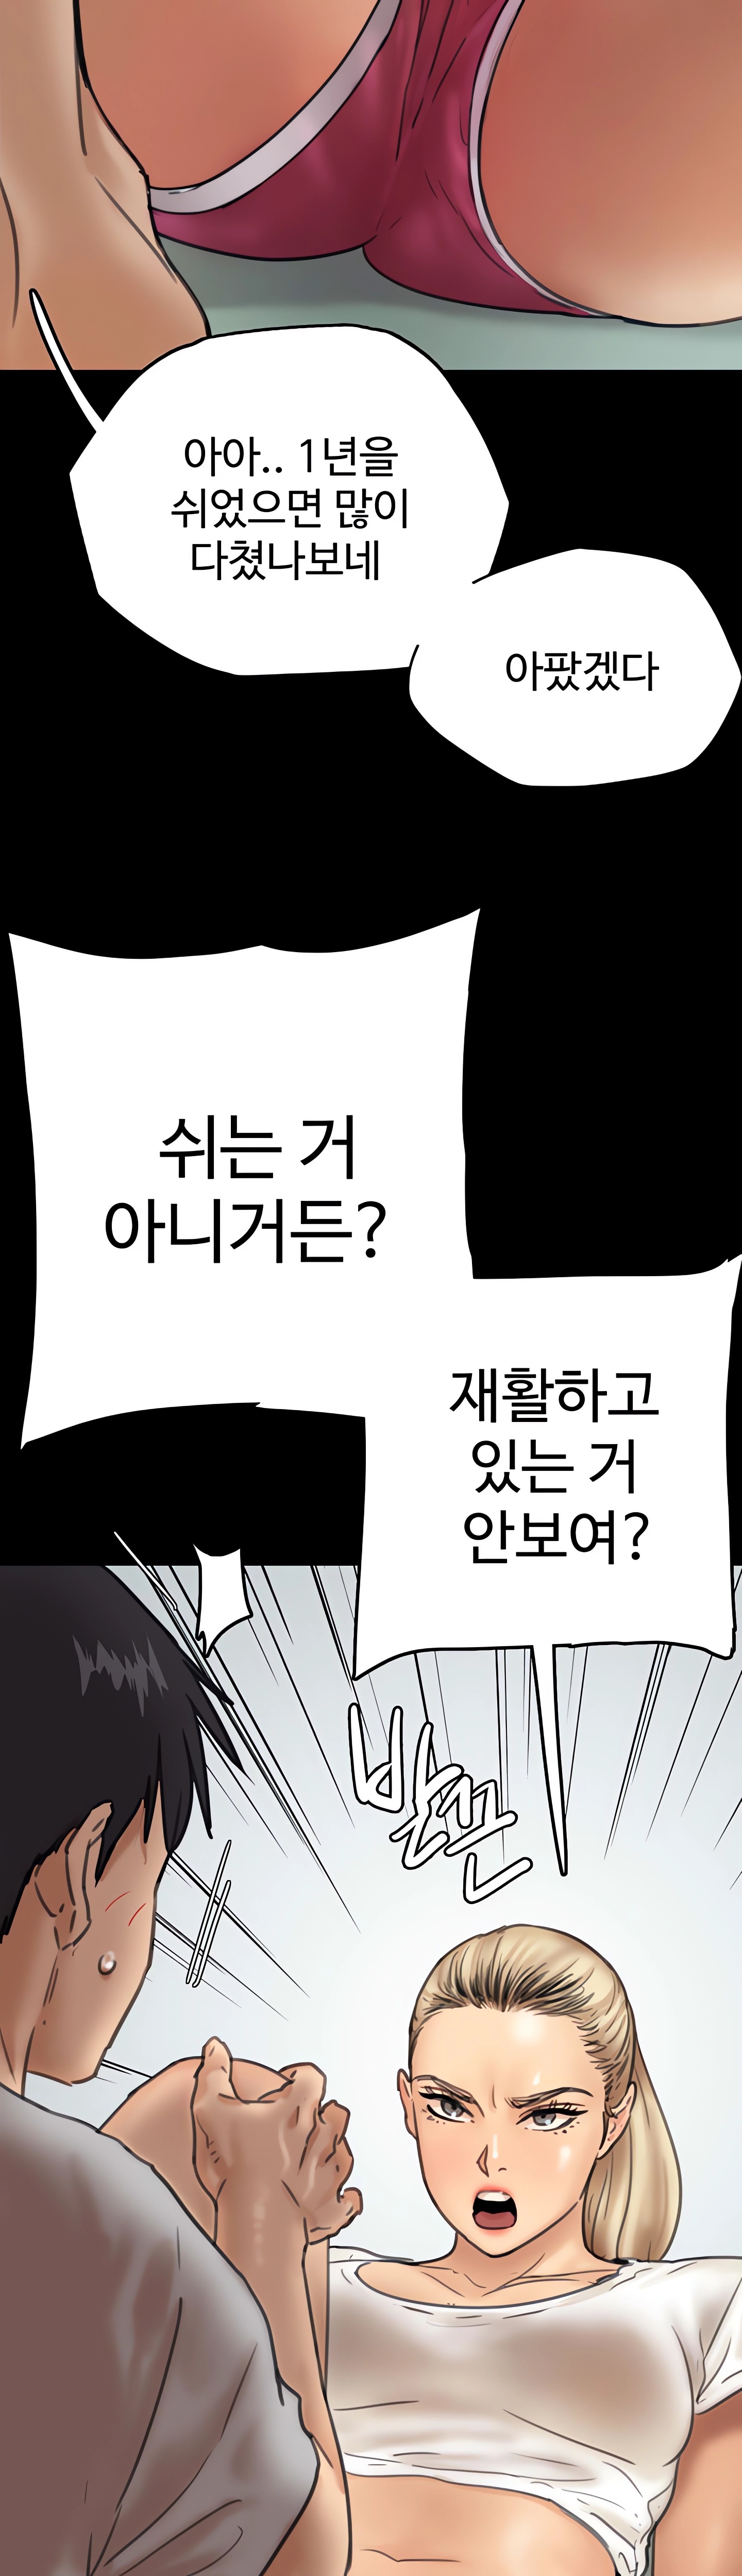 아아.. 1년을
쉬었으면 많이
다쳤나보네
아팠겠다
쉬는 거
아니거든?
재활하고
있는 거
안보여?
발끈